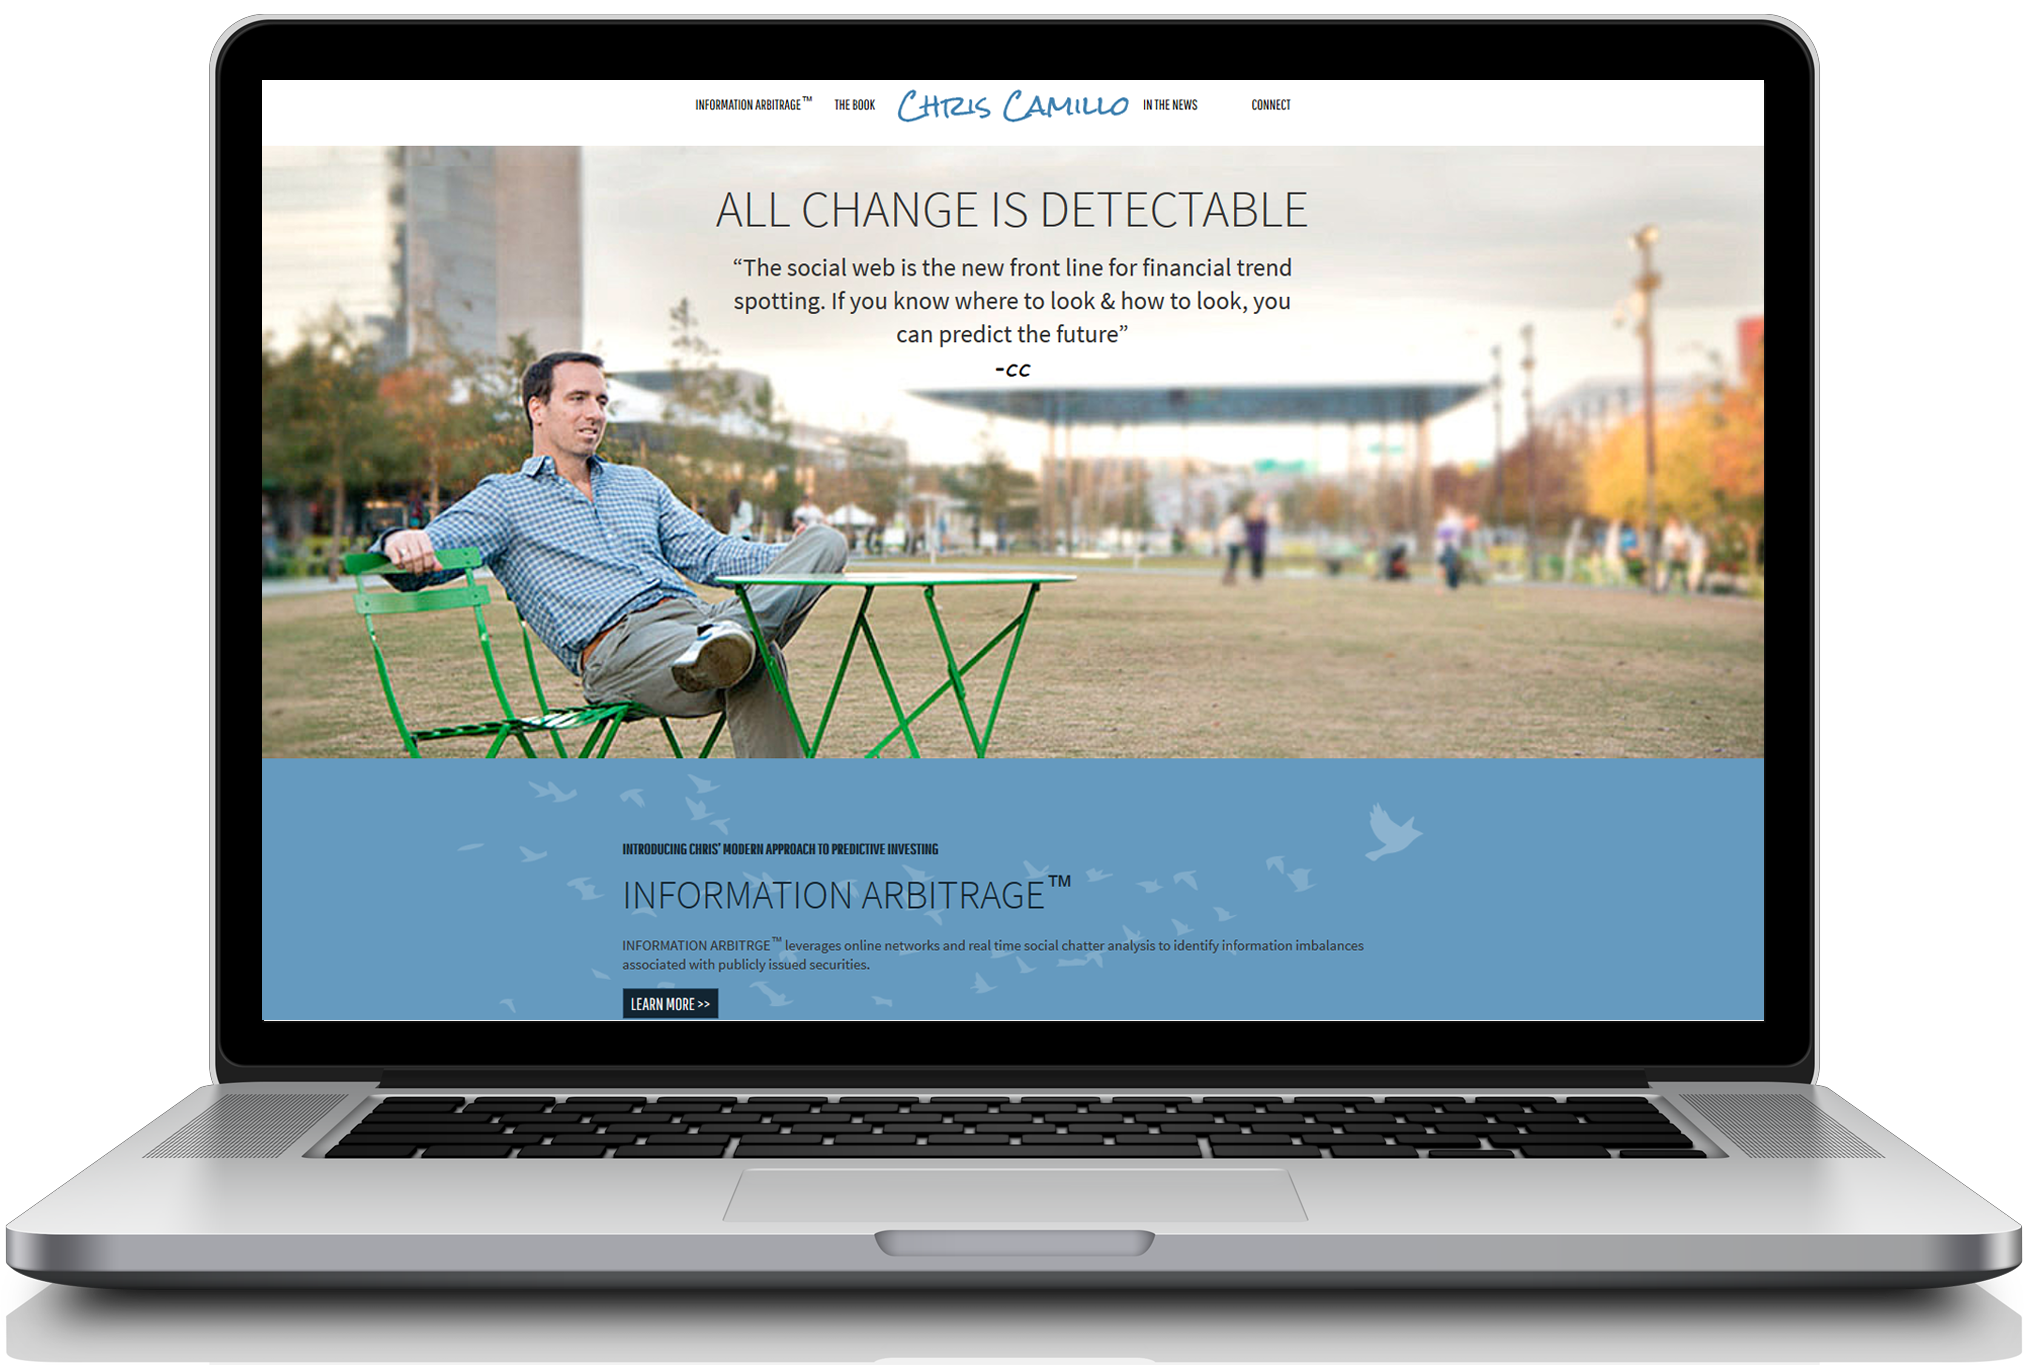 INFORMATION ARBITRAGE™ THE BOOK Chris Camillo IN THE NEWS CONNECT
ALL CHANGE IS DETECTABLE
“The social web is the new front line for financial trend
spotting. If you know where to look & how to look, you
can predict the future”
-cc
INTRODUCING CHRIS' MODERN APPROACH TO PREDICTIVE INVESTING
INFORMATION ARBITRAGE™
INFORMATION ARBITRGE™ leverages online networks and real time social chatter analysis to identify information imbalances
associated with publicly issued securities.
LEARN MORE >>